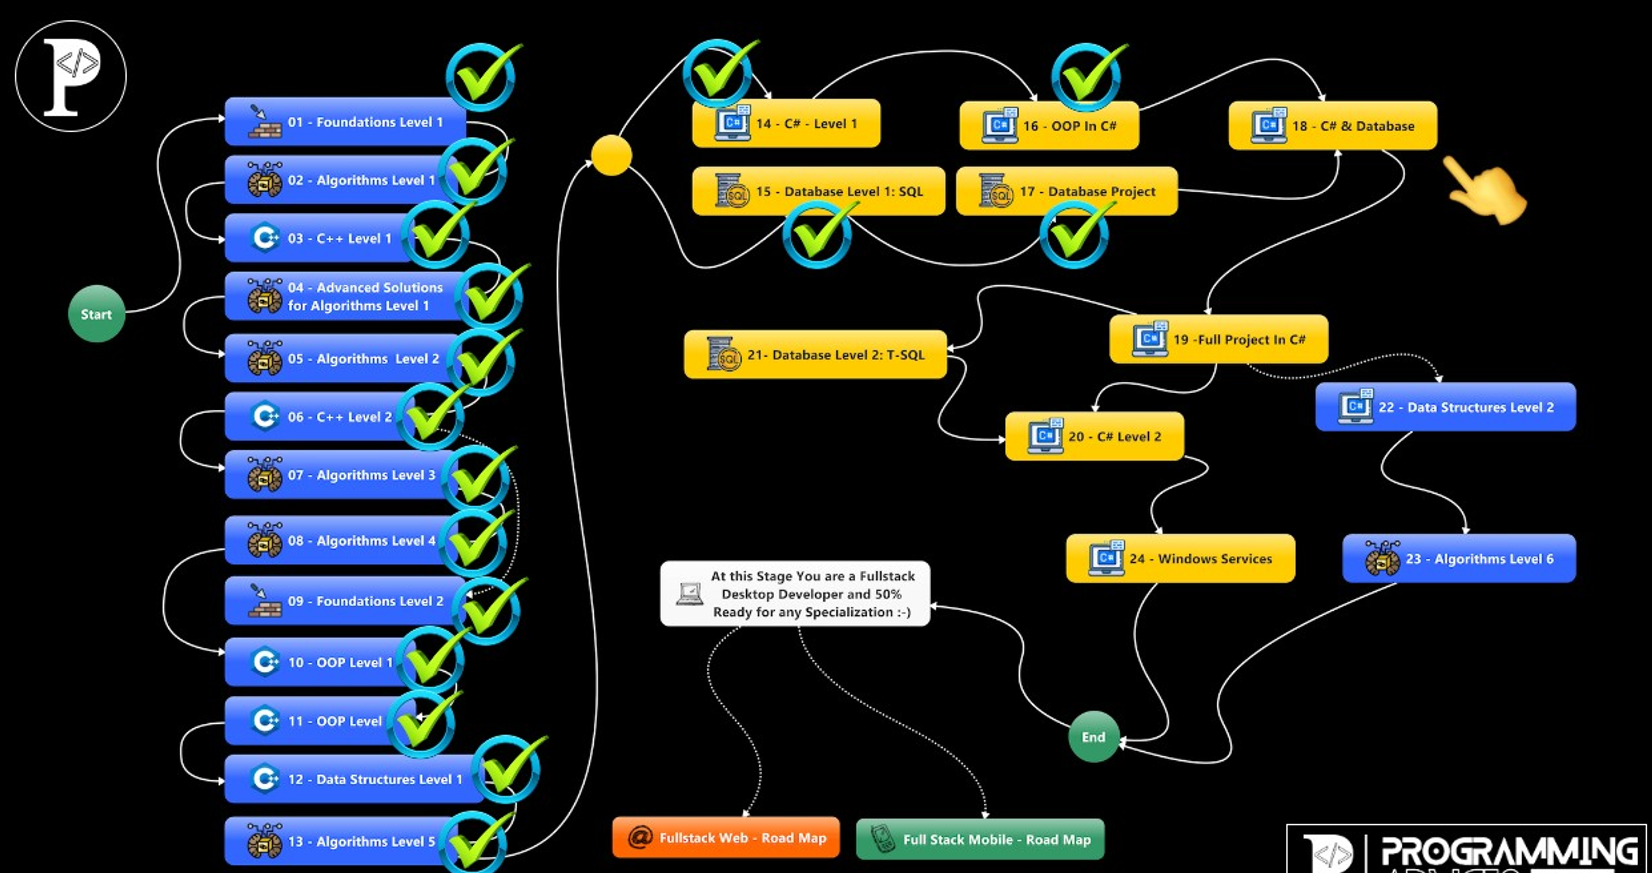 P
</>
01 - Foundations Level 1
02 - Algorithms Level 1
03 - C++ Level 1
04 - Advanced Solutions
for Algorithms Level 1
05 - Algorithms Level 2
06 - C++ Level 2
07 - Algorithms Level 3
08 - Algorithms Level 4
09 - Foundations Level 2
10 - OOP Level 1
11 - OOP Level
12 - Data Structures Level 1
13 - Algorithms Level 5
Start
C#
14 - C# - Level 1
SQL
15 - Database Level 1: SQL
C#
16 - OOP In C#
SQL
17 - Database Project
C#
18 - C# & Database
C#
19 -Full Project In C#
SQL
21- Database Level 2: T-SQL
C#
20 - C# Level 2
C#
22 - Data Structures Level 2
23 - Algorithms Level 6
C#
24 - Windows Services
At this Stage You are a Fullstack
Desktop Developer and 50%
Ready for any Specialization :-)
End
@
Fullstack Web - Road Map
Full Stack Mobile - Road Map
P
</>
PROGRAMMING